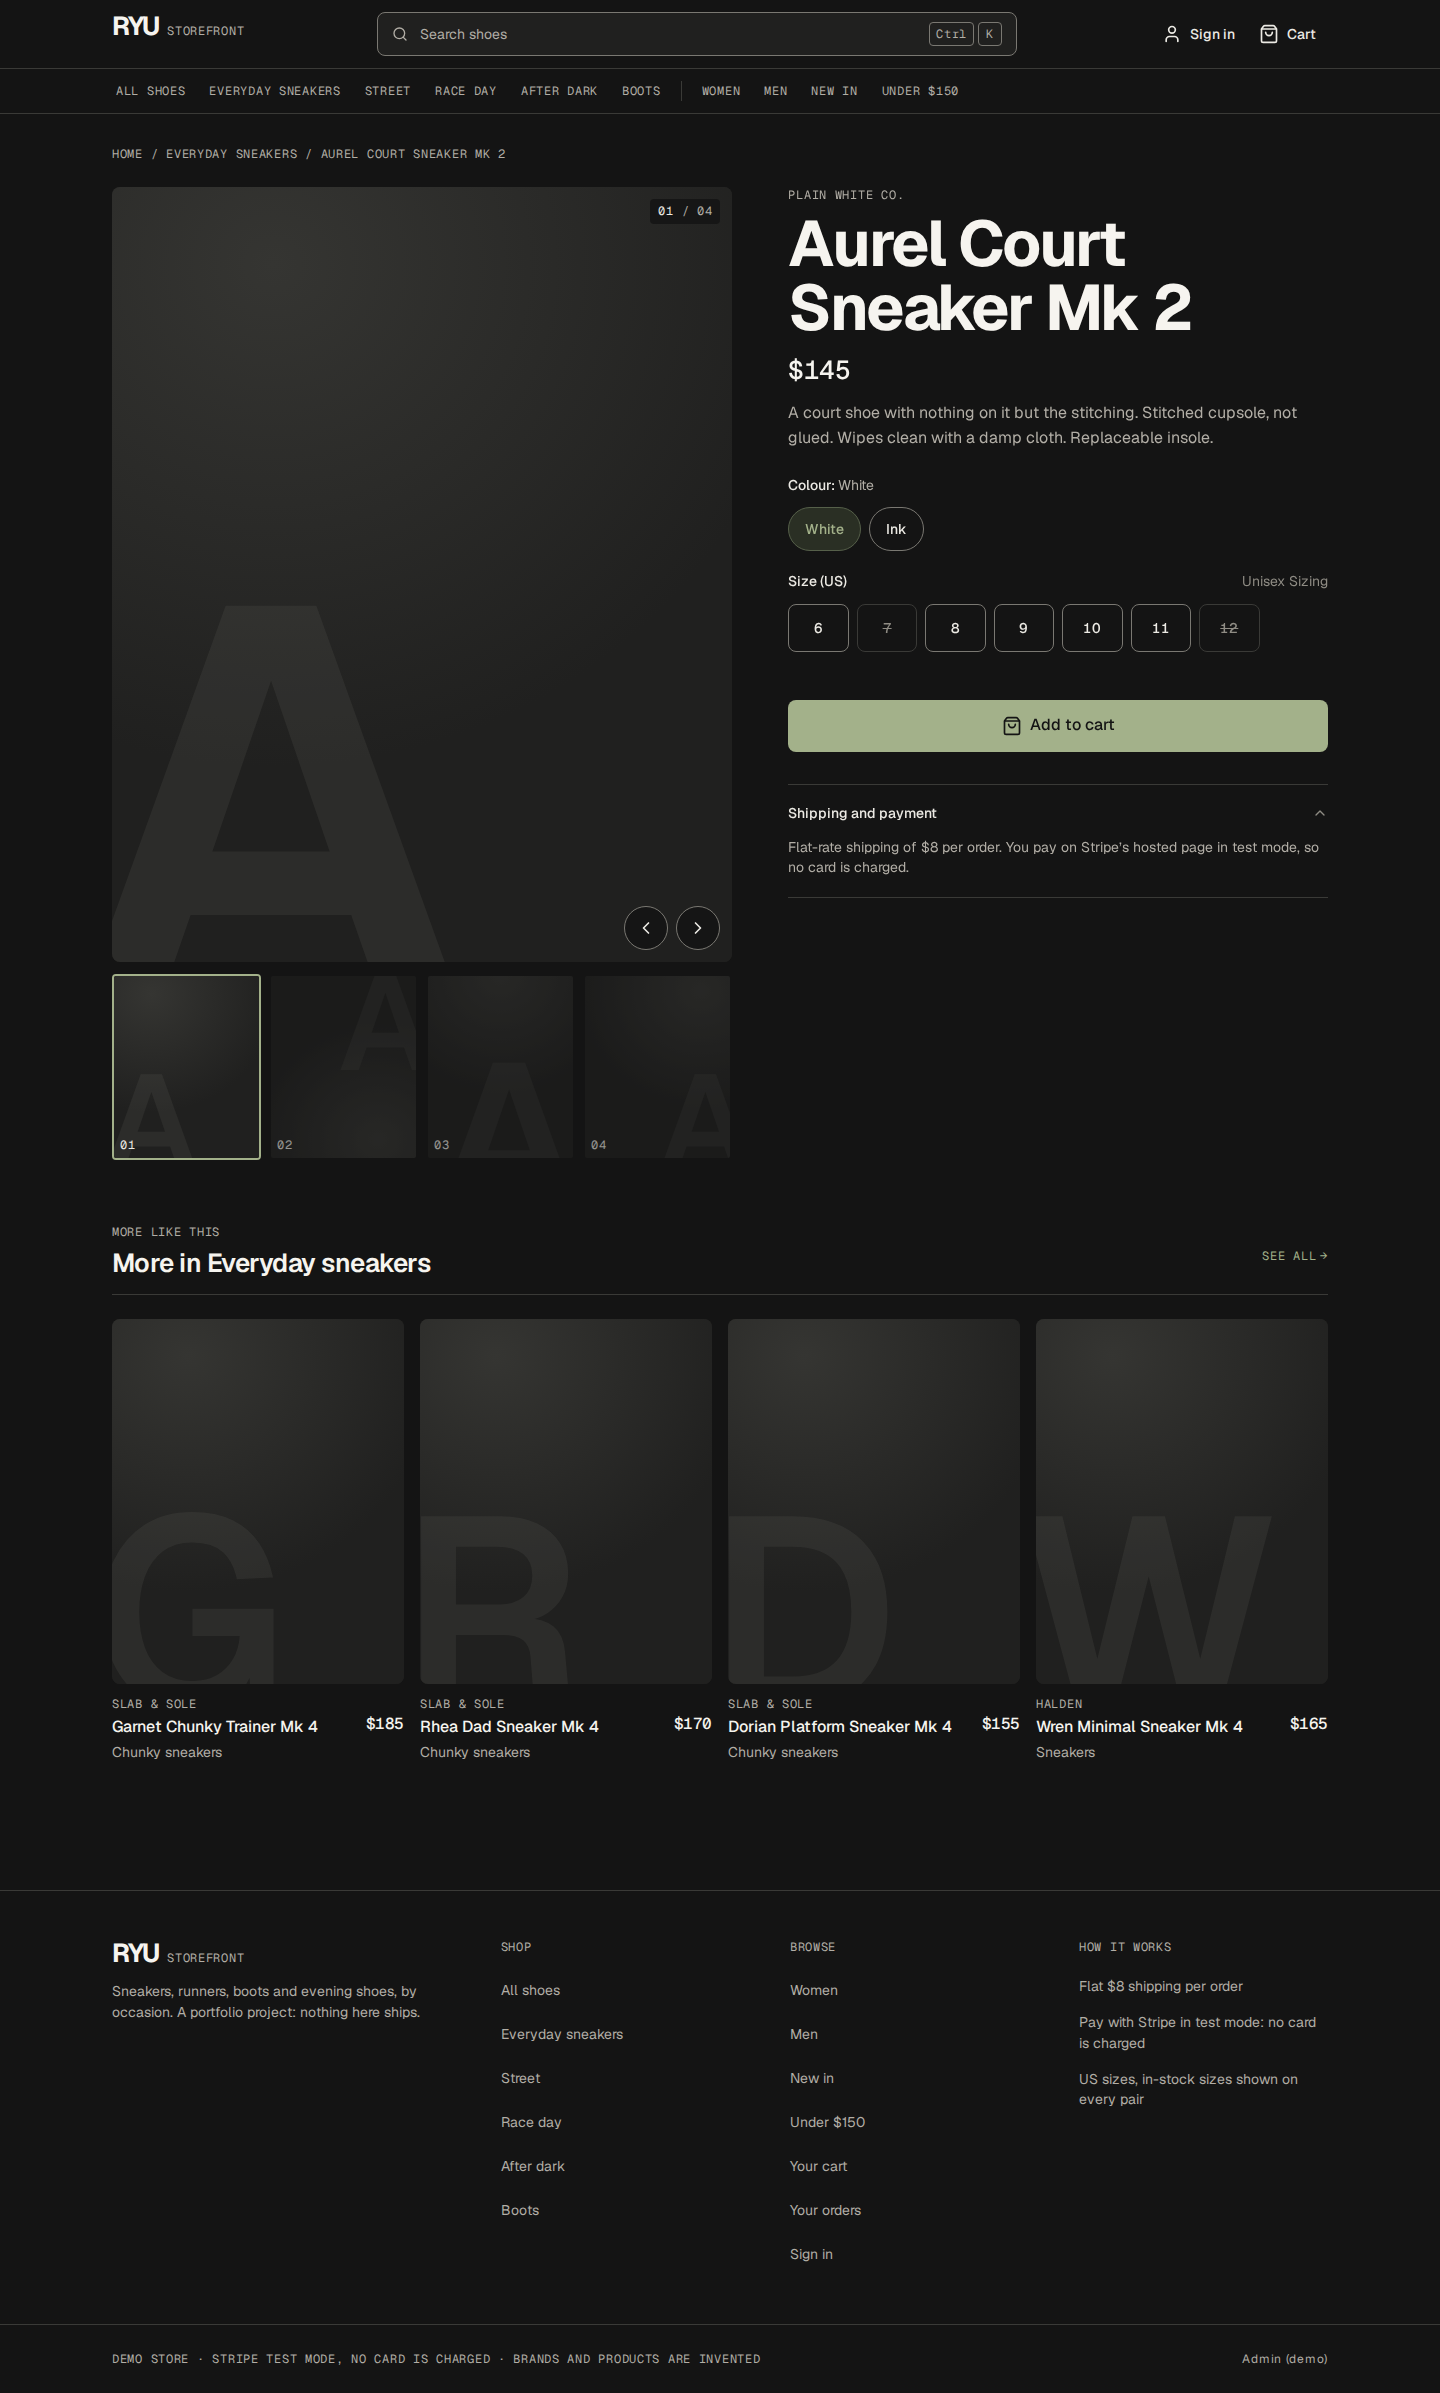 RYU STOREFRONT
Search shoes
Ctrl K
Sign in
Cart
ALL SHOES
EVERYDAY SNEAKERS
STREET
RACE DAY
AFTER DARK
BOOTS
WOMEN
MEN
NEW IN
UNDER $150
HOME / EVERYDAY SNEAKERS / AUREL COURT SNEAKER MK 2
01 / 04
A
PLAIN WHITE CO.
Aurel Court
Sneaker Mk 2
$145
A court shoe with nothing on it but the stitching. Stitched cupsole, not
glued. Wipes clean with a damp cloth. Replaceable insole.
Colour: White
White
Ink
Size (US)
Unisex Sizing
6
7
8
9
10
11
12
Add to cart
Shipping and payment
Flat-rate shipping of $8 per order. You pay on Stripe's hosted page in test mode, so
no card is charged.
A
01
A
02
A
03
A
04
MORE LIKE THIS
More in Everyday sneakers
SEE ALL →
G
SLAB & SOLE
Garnet Chunky Trainer Mk 4
$185
Chunky sneakers
R
SLAB & SOLE
Rhea Dad Sneaker Mk 4
$170
Chunky sneakers
D
SLAB & SOLE
Dorian Platform Sneaker Mk 4
$155
Chunky sneakers
W
HALDEN
Wren Minimal Sneaker Mk 4
$165
Sneakers
RYU STOREFRONT
Sneakers, runners, boots and evening shoes, by
occasion. A portfolio project: nothing here ships.
SHOP
All shoes
Everyday sneakers
Street
Race day
After dark
Boots
BROWSE
Women
Men
New in
Under $150
Your cart
Your orders
Sign in
HOW IT WORKS
Flat $8 shipping per order
Pay with Stripe in test mode: no card
is charged
US sizes, in-stock sizes shown on
every pair
DEMO STORE · STRIPE TEST MODE, NO CARD IS CHARGED · BRANDS AND PRODUCTS ARE INVENTED
Admin (demo)